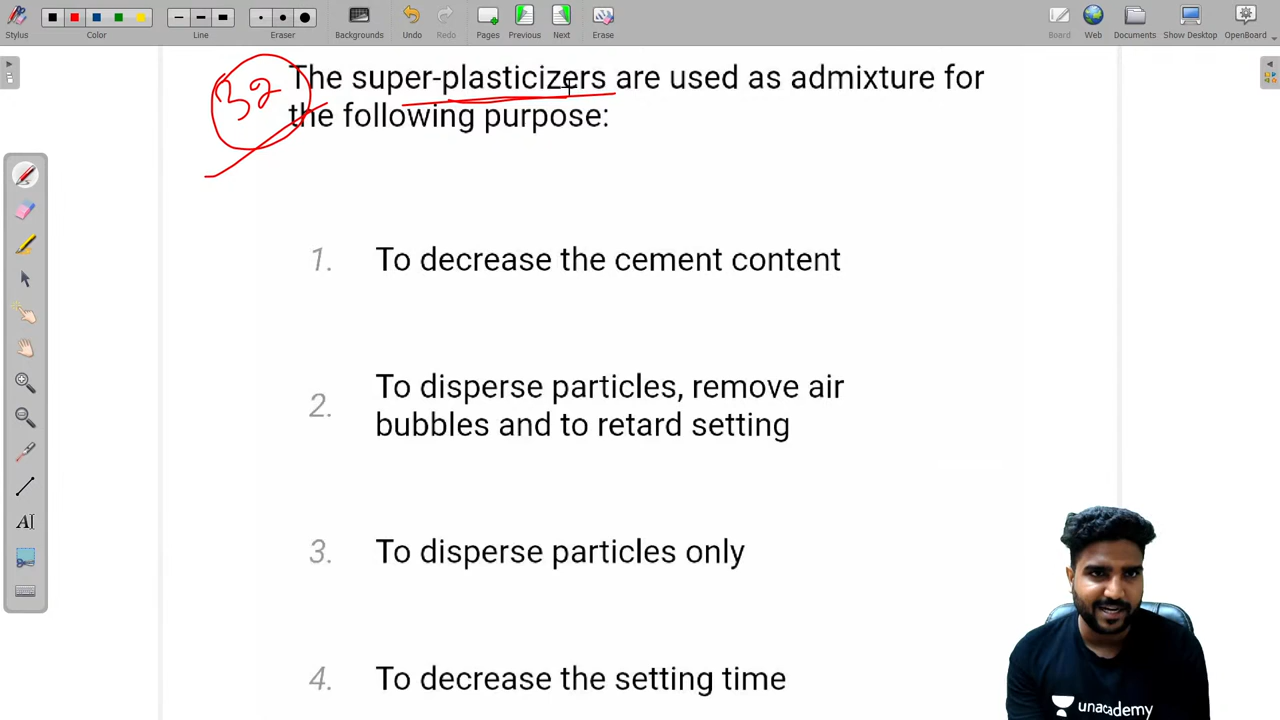 Stylus
Color
Line
Eraser
Backgrounds
Undo
Redo
Pages
Previous
Next
Erase
Board
Web
Documents
Show Desktop
OpenBoard
32
The super-plasticizers are used as admixture for
the following purpose:
1. To decrease the cement content
2. To disperse particles, remove air
bubbles and to retard setting
3. To disperse particles only
4. To decrease the setting time
unacademy